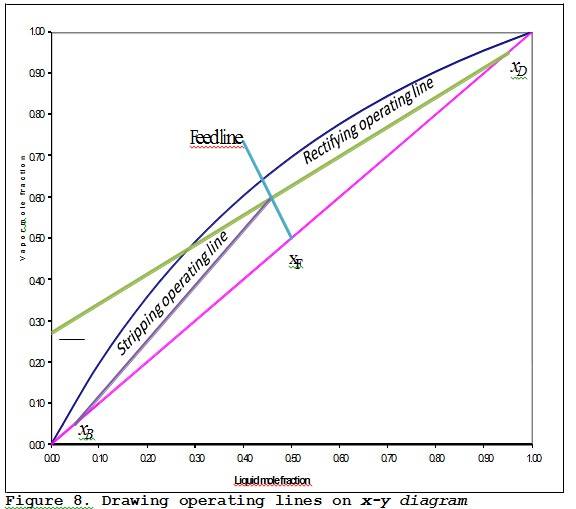 1.00
0.90
0.80
0.70
0.60
0.50
0.40
0.30
0.20
0.10
0.00
Vapor mole fraction
xD
Rectifying operating line
Feed line
xF
Stripping operating line
xB
0.00 0.10 0.20 0.30 0.40 0.50 0.60 0.70 0.80 0.90 1.00
Liquid mole fraction
Figure 8. Drawing operating lines on x-y diagram